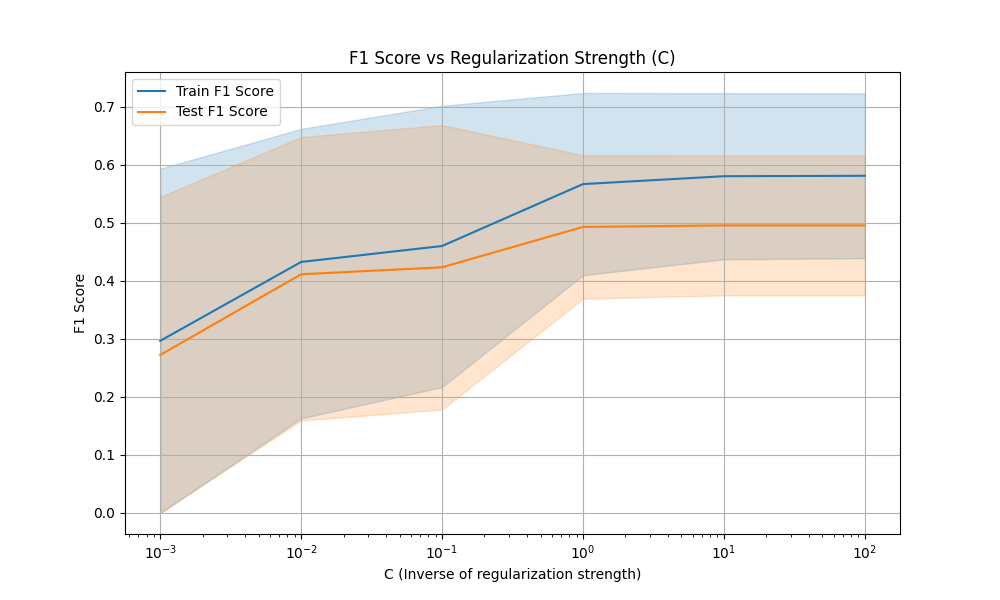 F1 Score vs Regularization Strength (C)
Train F1 Score
Test F1 Score
F1 Score
0.7
0.6
0.5
0.4
0.3
0.2
0.1
0.0
10⁻³ 10⁻² 10⁻¹ 10⁰ 10¹ 10²
C (Inverse of regularization strength)